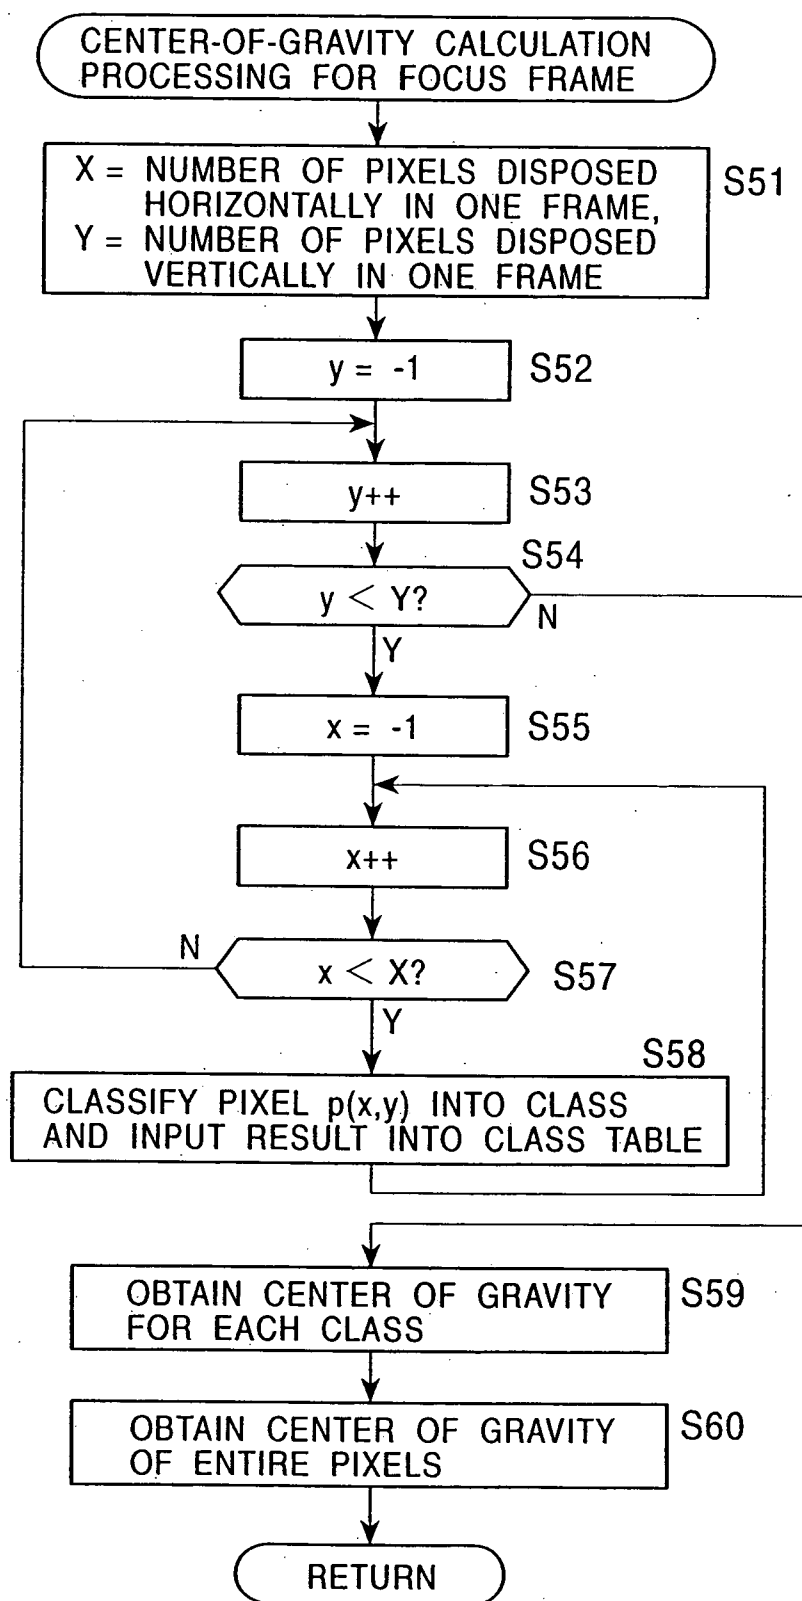 CENTER-OF-GRAVITY CALCULATION
PROCESSING FOR FOCUS FRAME
X = NUMBER OF PIXELS DISPOSED
HORIZONTALLY IN ONE FRAME,
Y = NUMBER OF PIXELS DISPOSED
VERTICALLY IN ONE FRAME
S51
y = -1
S52
y++
S53
S54
y < Y?
N
Y
x = -1
S55
x++
S56
N
x < X?
S57
Y
S58
CLASSIFY PIXEL p(x,y) INTO CLASS
AND INPUT RESULT INTO CLASS TABLE
OBTAIN CENTER OF GRAVITY
FOR EACH CLASS
S59
OBTAIN CENTER OF GRAVITY
OF ENTIRE PIXELS
S60
RETURN